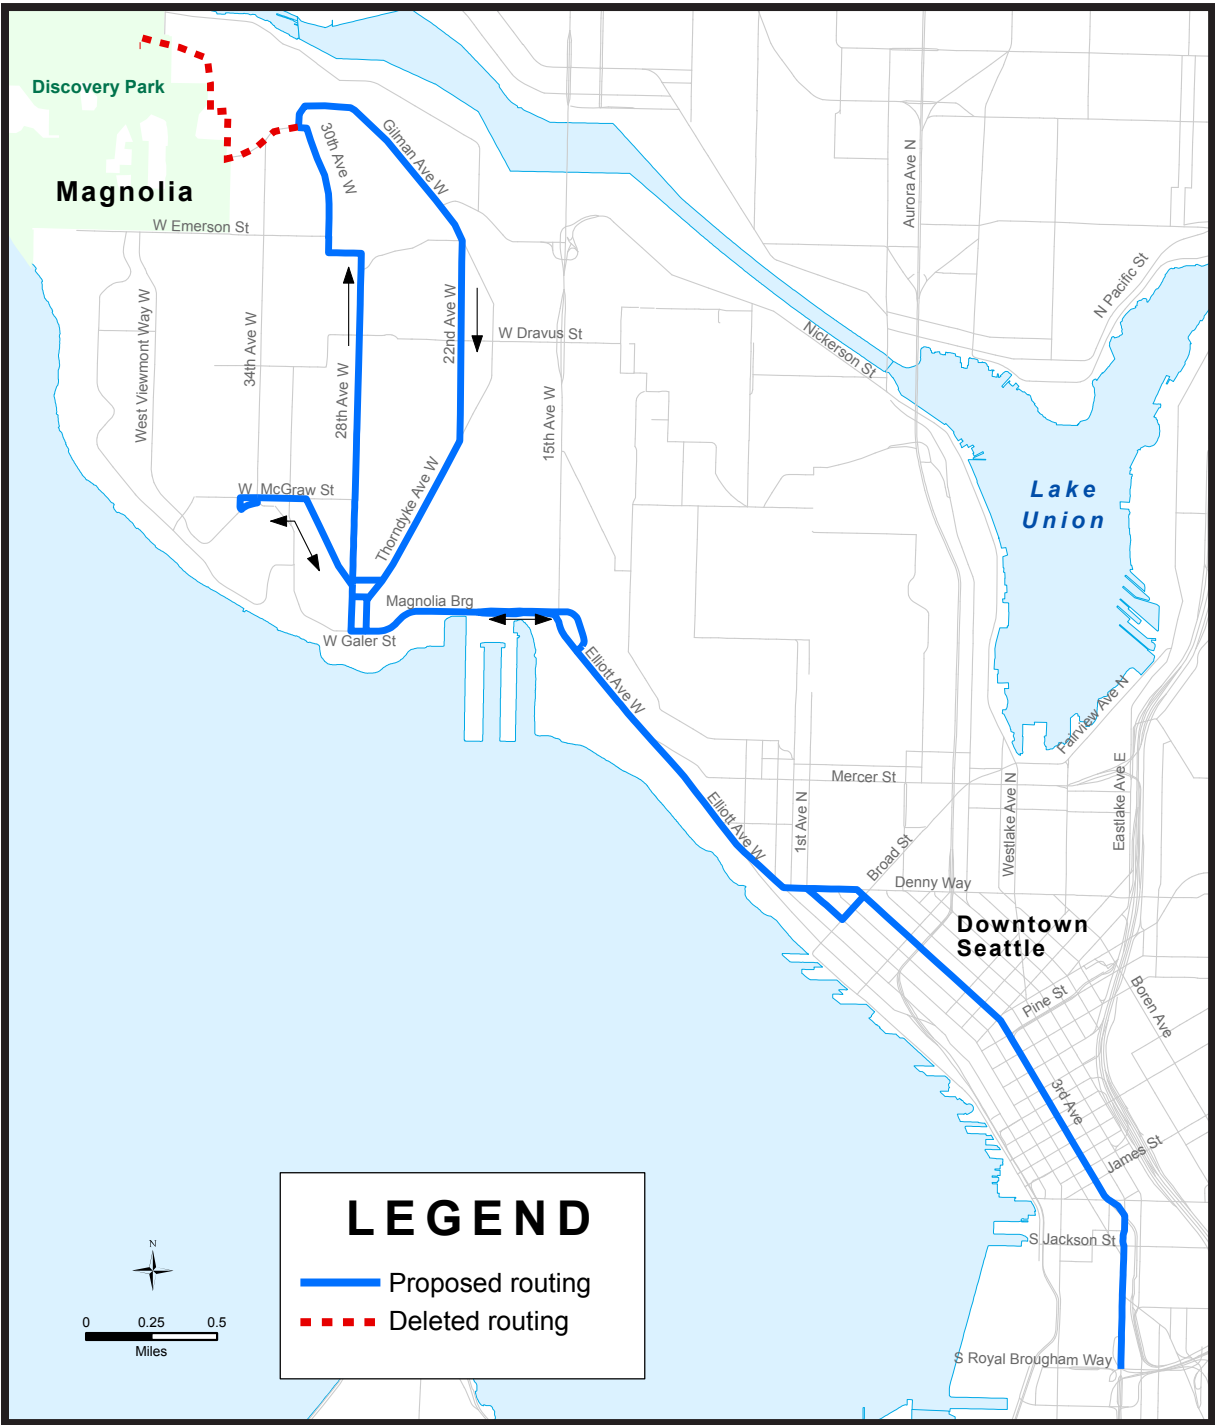 Discovery Park
Magnolia
30th Ave W
Gilman Ave W
Aurora Ave N
W Emerson St
N Pacific St
West Viewmont Way W
34th Ave W
28th Ave W
22nd Ave W
W Dravus St
Nickerson St
15th Ave W
Thorndyke Ave W
W McGraw St
Lake
Union
Magnolia Brg
W Galer St
Elliott Ave W
Fairview Ave N
Mercer St
Elliott Ave W
1st Ave N
Broad St
Westlake Ave N
Eastlake Ave E
Denny Way
Downtown
Seattle
Pine St
Boren Ave
3rd Ave
James St
S Jackson St
S Royal Brougham Way
LEGEND
Proposed routing
Deleted routing
N
0 0.25 0.5
Miles